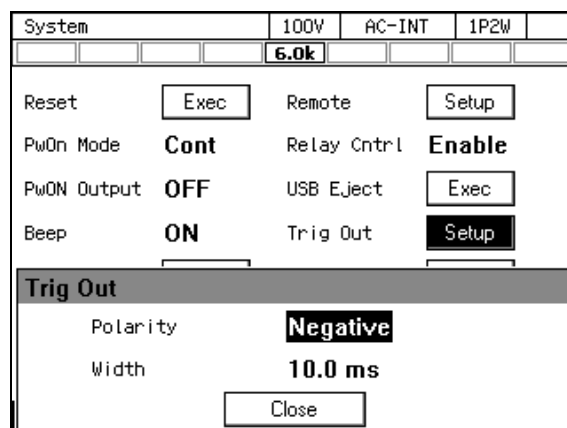 System 100V AC-INT 1P2W
6.0k
Reset Exec Remote Setup
PwOn Mode Cont Relay Cntrl Enable
PwON Output OFF USB Eject Exec
Beep ON Trig Out Setup
Trig Out
Polarity Negative
Width 10.0 ms
Close